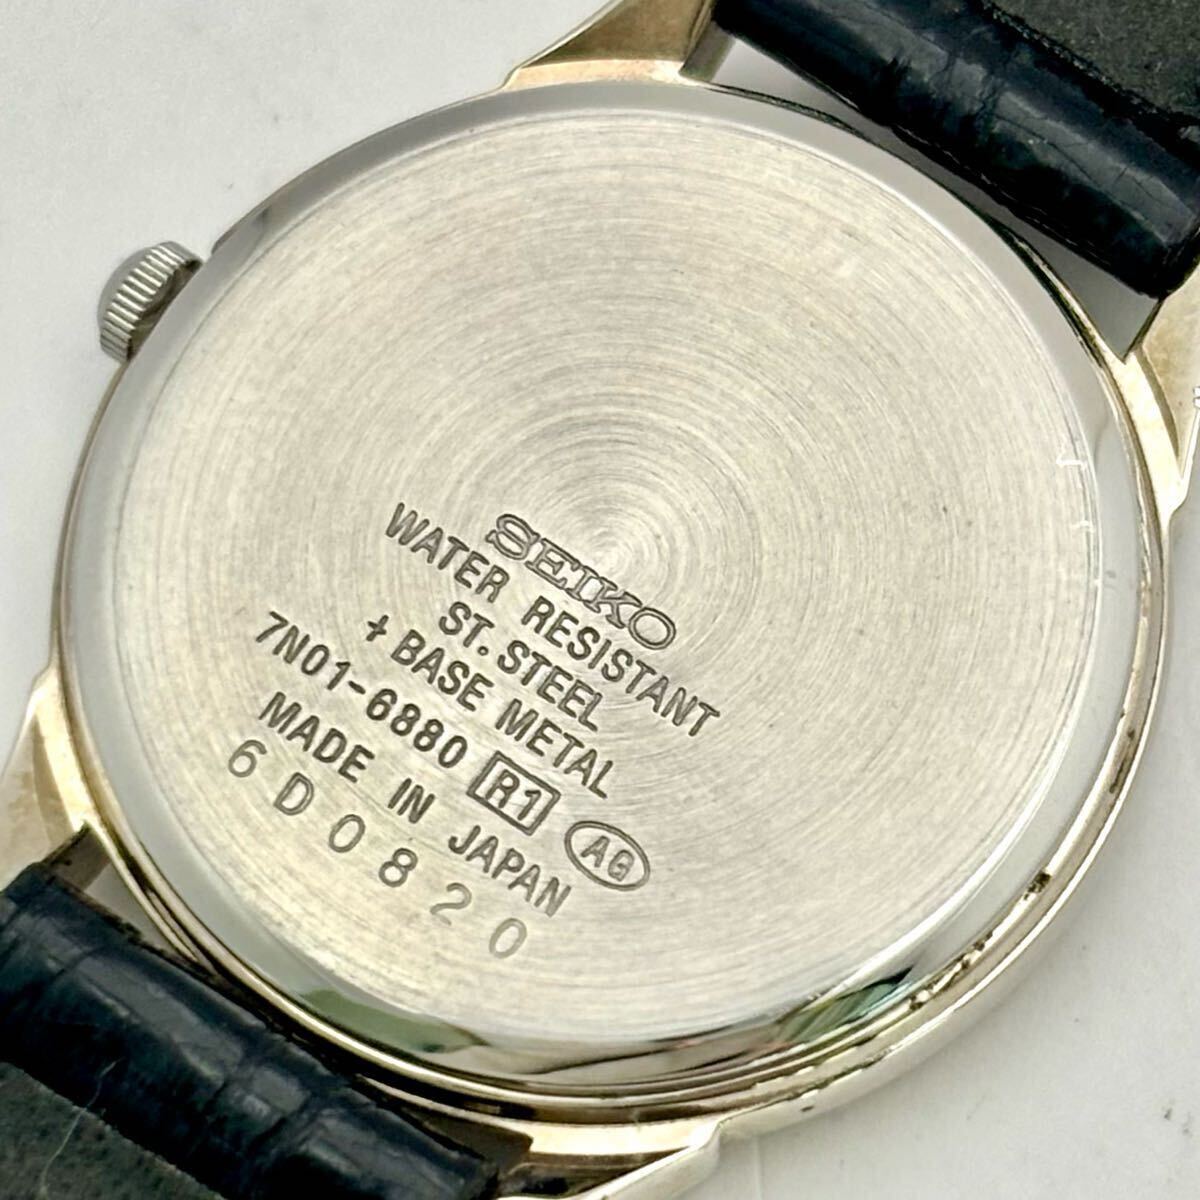 SEIKO
WATER RESISTANT
ST. STEEL
+ BASE METAL
7N01-6880 R1 AG
MADE IN JAPAN
6D0820